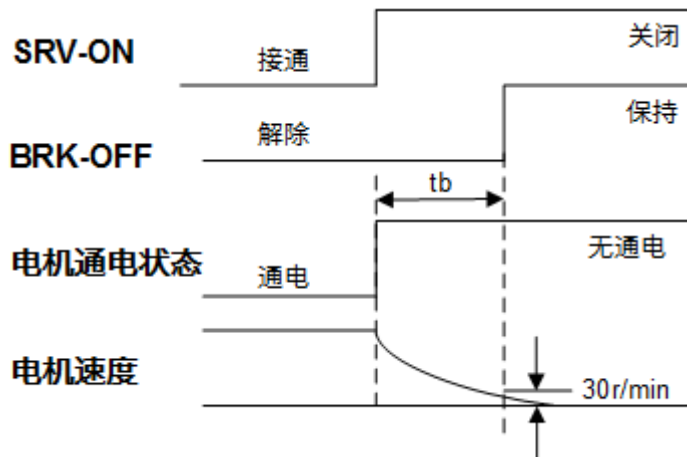 SRV-ON 接通 关闭
BRK-OFF 解除 保持
tb
电机通电状态 通电 无通电
电机速度 30r/min